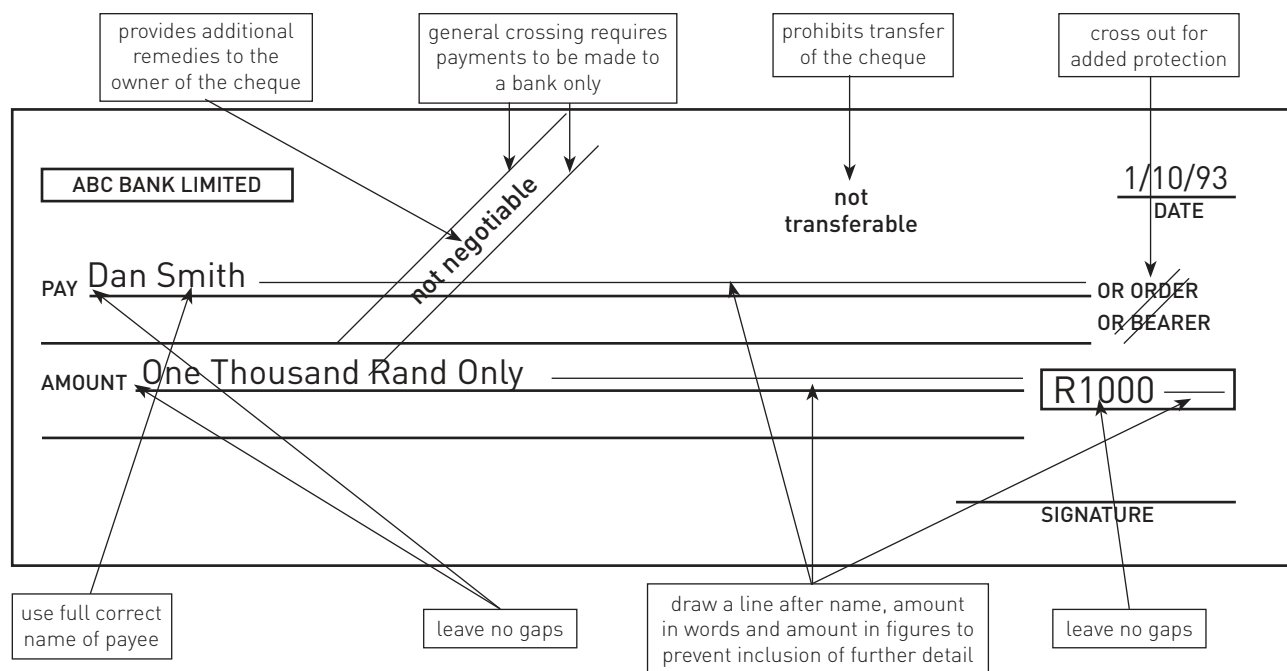 provides additional
remedies to the
owner of the cheque
general crossing requires
payments to be made to
a bank only
prohibits transfer
of the cheque
cross out for
added protection
ABC BANK LIMITED
not negotiable
not
transferable
1/10/93
DATE
PAY Dan Smith
OR ORDER
OR BEARER
AMOUNT One Thousand Rand Only
R1000
SIGNATURE
use full correct
name of payee
leave no gaps
draw a line after name, amount
in words and amount in figures to
prevent inclusion of further detail
leave no gaps